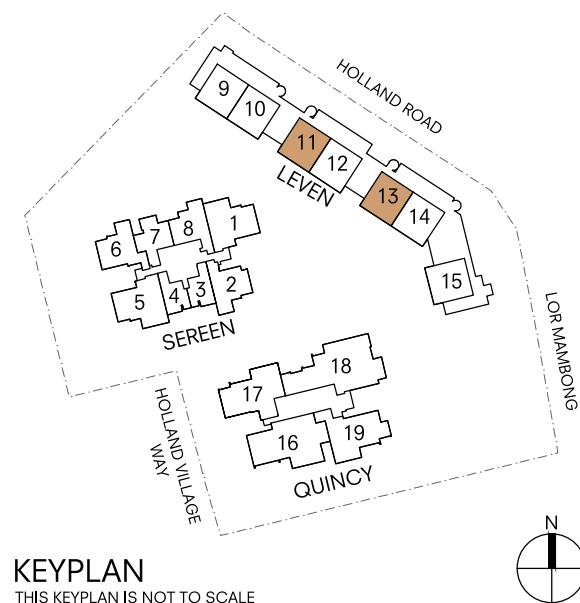 HOLLAND ROAD
9
10
11
12
LEVEN
13
14
15
LOR MAMBONG
1
8
7
6
5
4
3
2
SEREEN
18
17
16
19
QUINCY
HOLLAND VILLAGE
WAY
N
KEYPLAN
THIS KEYPLAN IS NOT TO SCALE